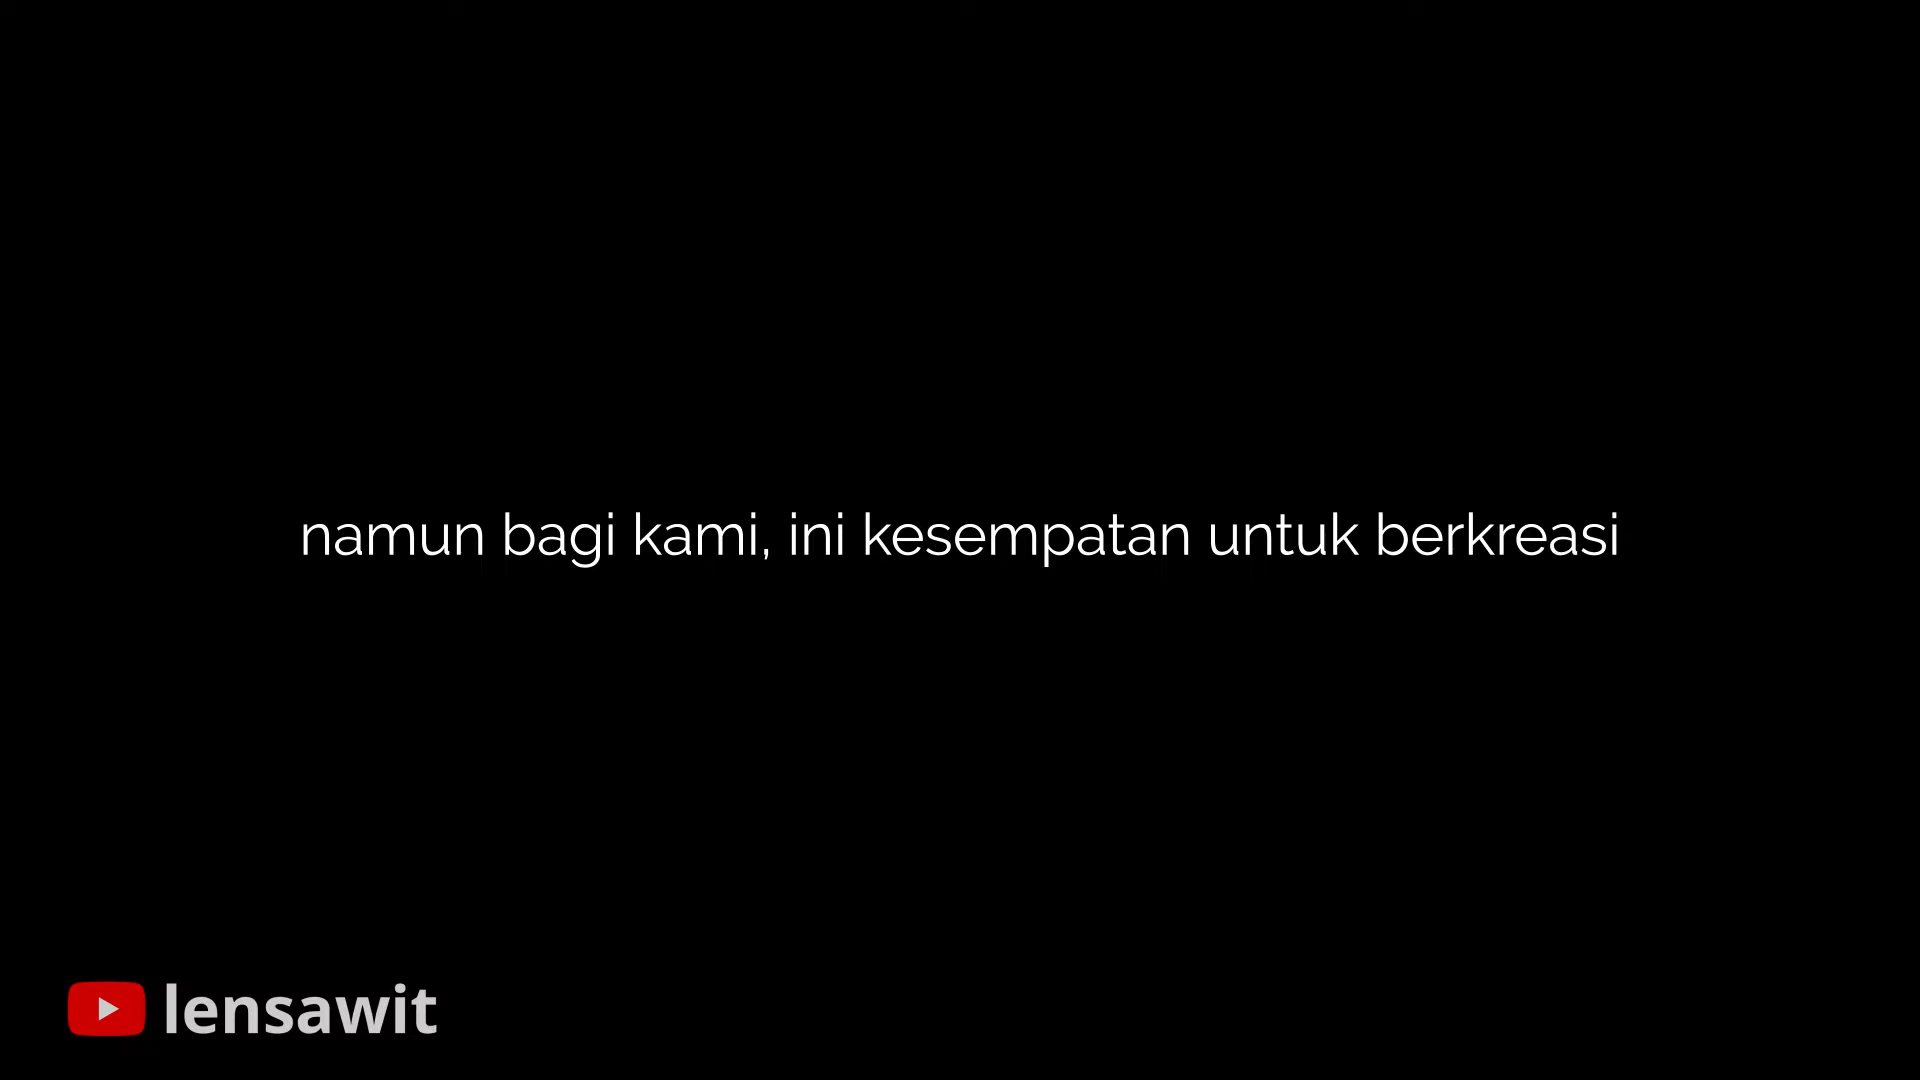 namun bagi kami, ini kesempatan untuk berkreasi
lensawit